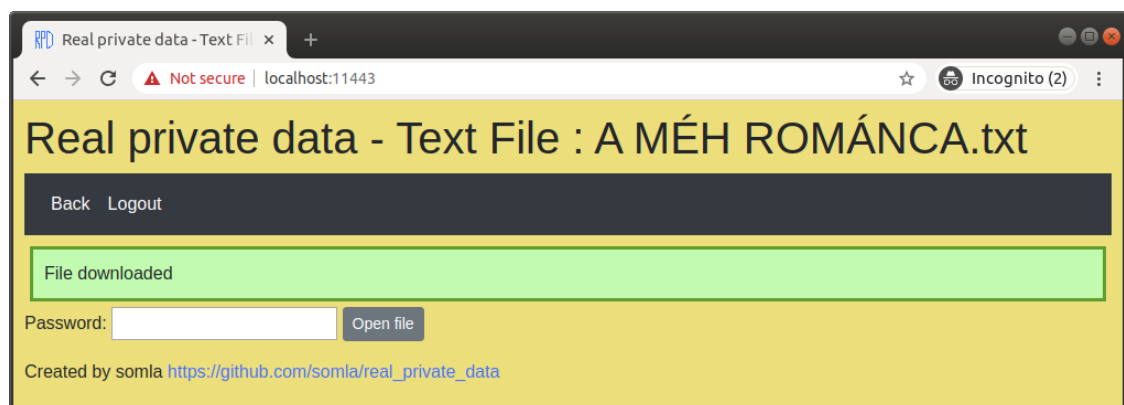 RPD Real private data - Text Fil
Not secure localhost:11443 Incognito (2)
Real private data - Text File : A MÉH ROMÁNCA.txt
Back Logout
File downloaded
Password: Open file
Created by somla https://github.com/somla/real_private_data